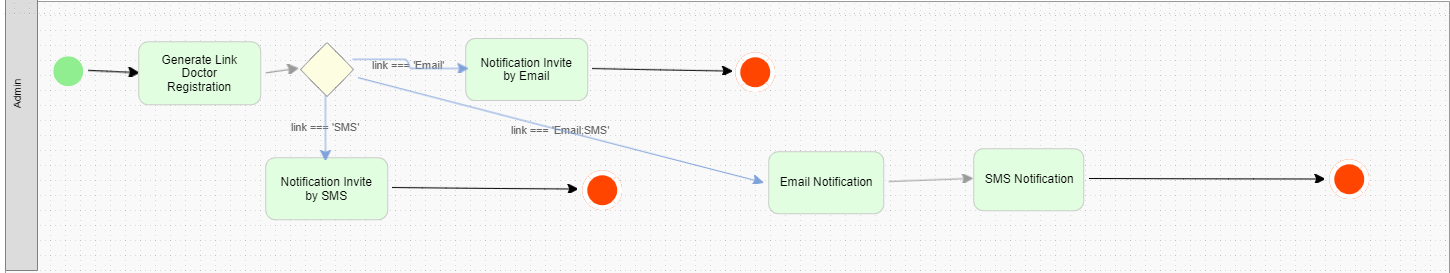 Admin
Generate Link
Doctor
Registration
link === 'Email'
Notification Invite
by Email
link === 'SMS'
link === 'Email;SMS'
Notification Invite
by SMS
Email Notification
SMS Notification